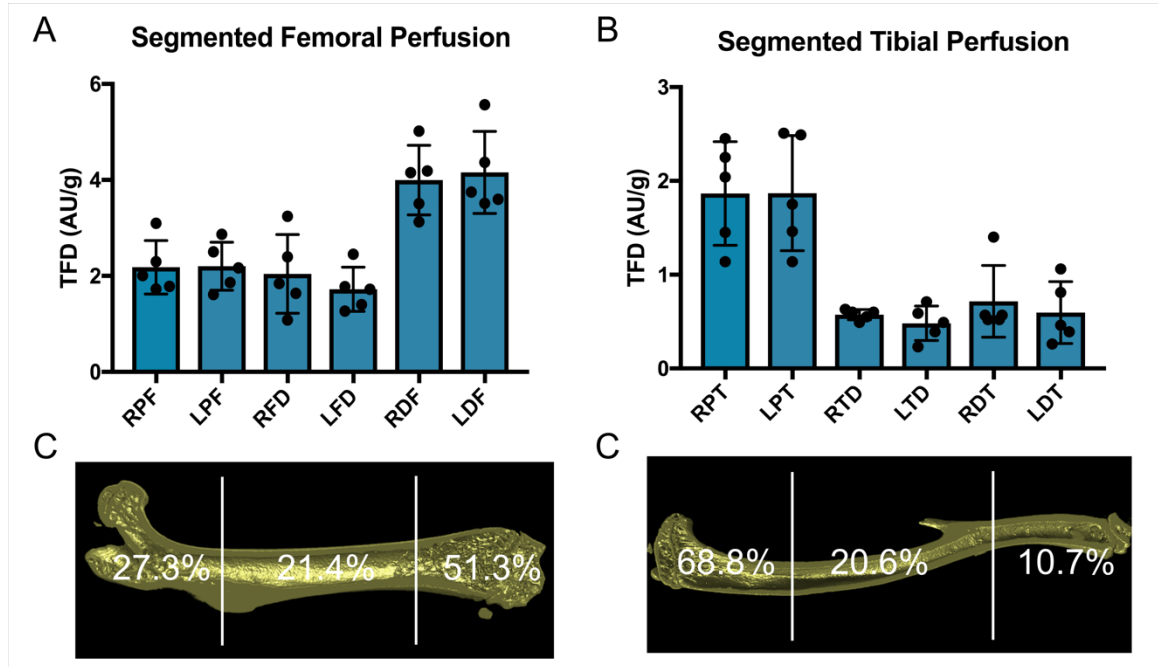 A
Segmented Femoral Perfusion
TFD (AU/g)
6
4
2
0
RPF LPF RFD LFD RDF LDF
B
Segmented Tibial Perfusion
TFD (AU/g)
3
2
1
0
RPT LPT RTD LTD RDT LDT
C
27.3% 21.4% 51.3%
C
68.8% 20.6% 10.7%